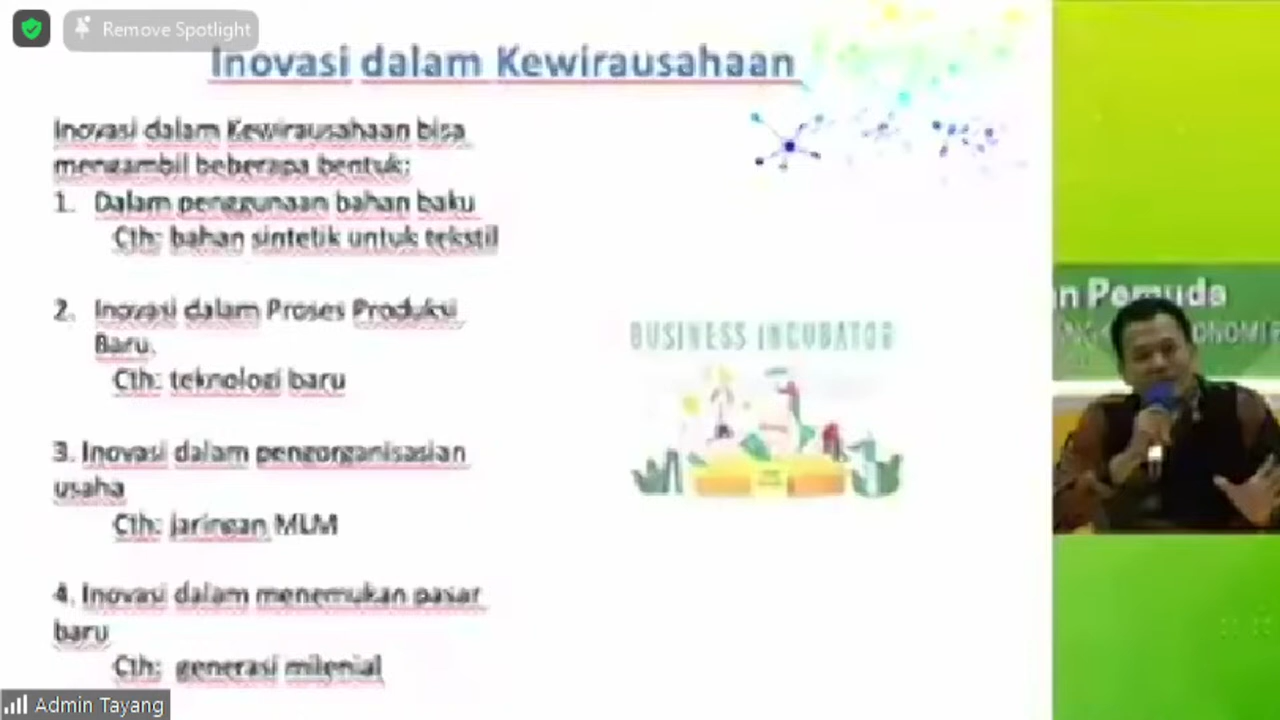 Remove Spotlight
Inovasi dalam Kewirausahaan
Inovasi dalam Kewirausahaan bisa
mengambil beberapa bentuk:
1. Dalam penggunaan bahan baku
Cth: bahan sintetik untuk tekstil
2. Inovasi dalam Proses Produksi
Baru.
Cth: teknologi baru
3. Inovasi dalam pengorganisasian
usaha
Cth: jaringan MLM
4. Inovasi dalam menemukan pasar
baru
Cth: generasi milenial
BUSINESS INCUBATOR
n Pemuda
Admin Tayang